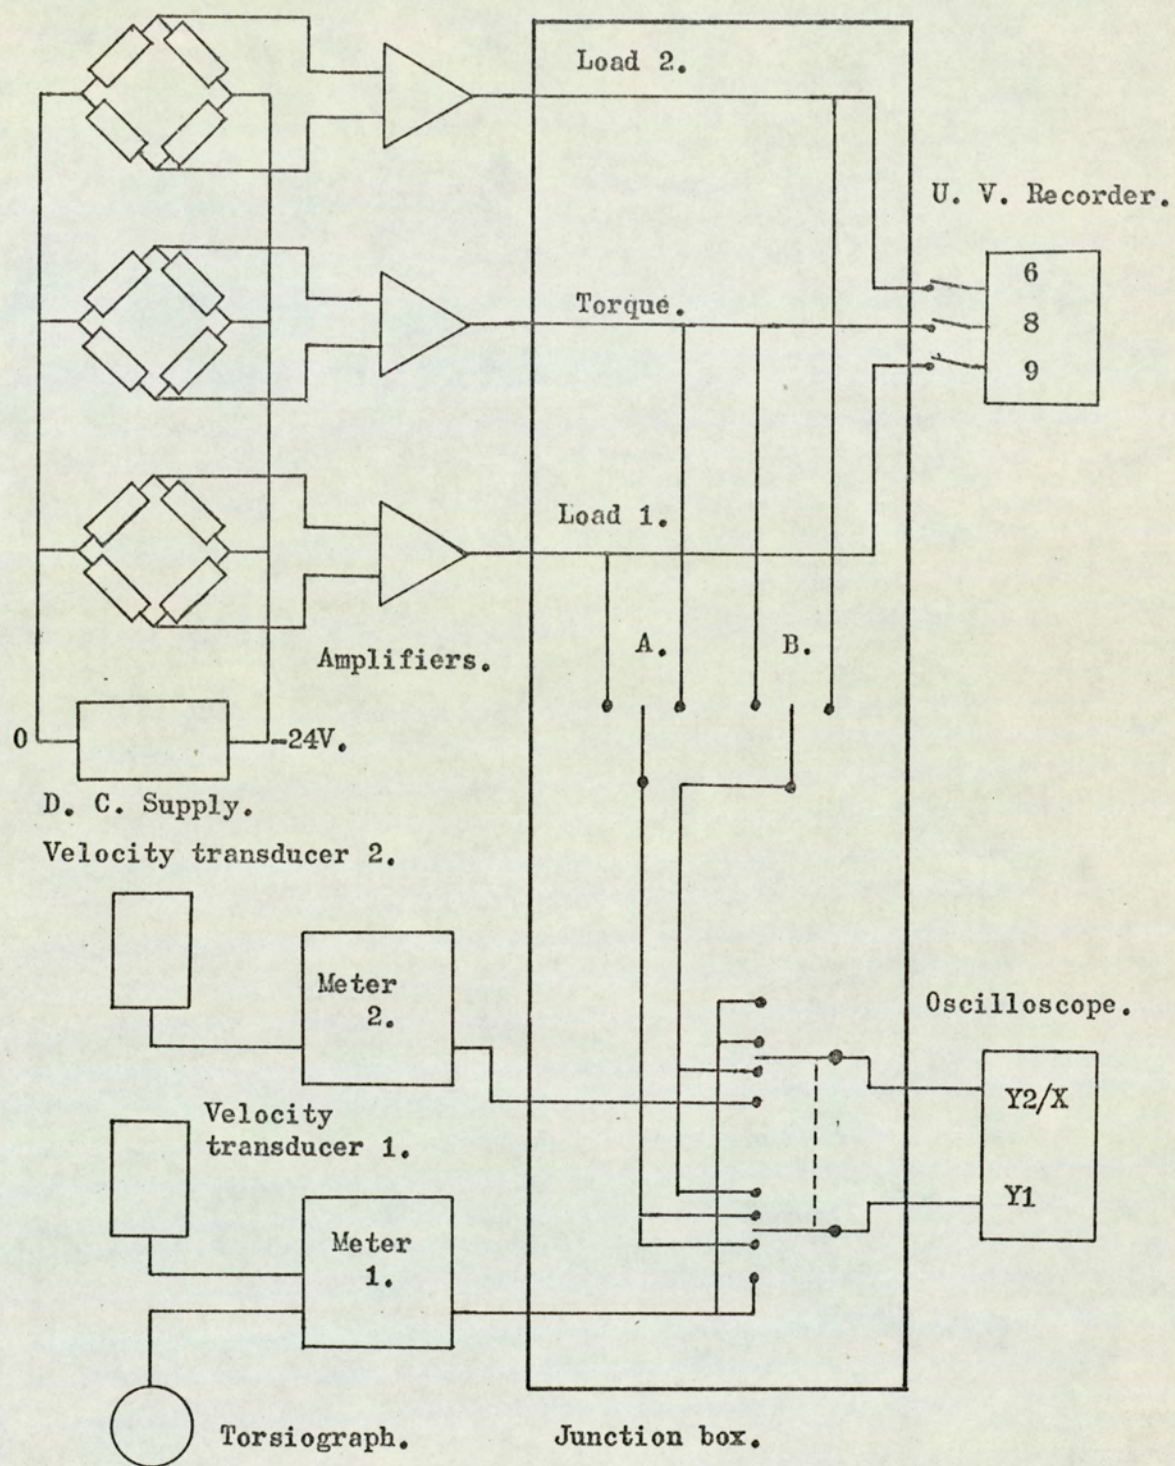 Load 2.
U. V. Recorder.
6
8
9
Torque.
Load 1.
A.
B.
Amplifiers.
0
-24V.
D. C. Supply.
Velocity transducer 2.
Meter
2.
Oscilloscope.
Y2/X
Y1
Velocity
transducer 1.
Meter
1.
Torsiograph.
Junction box.